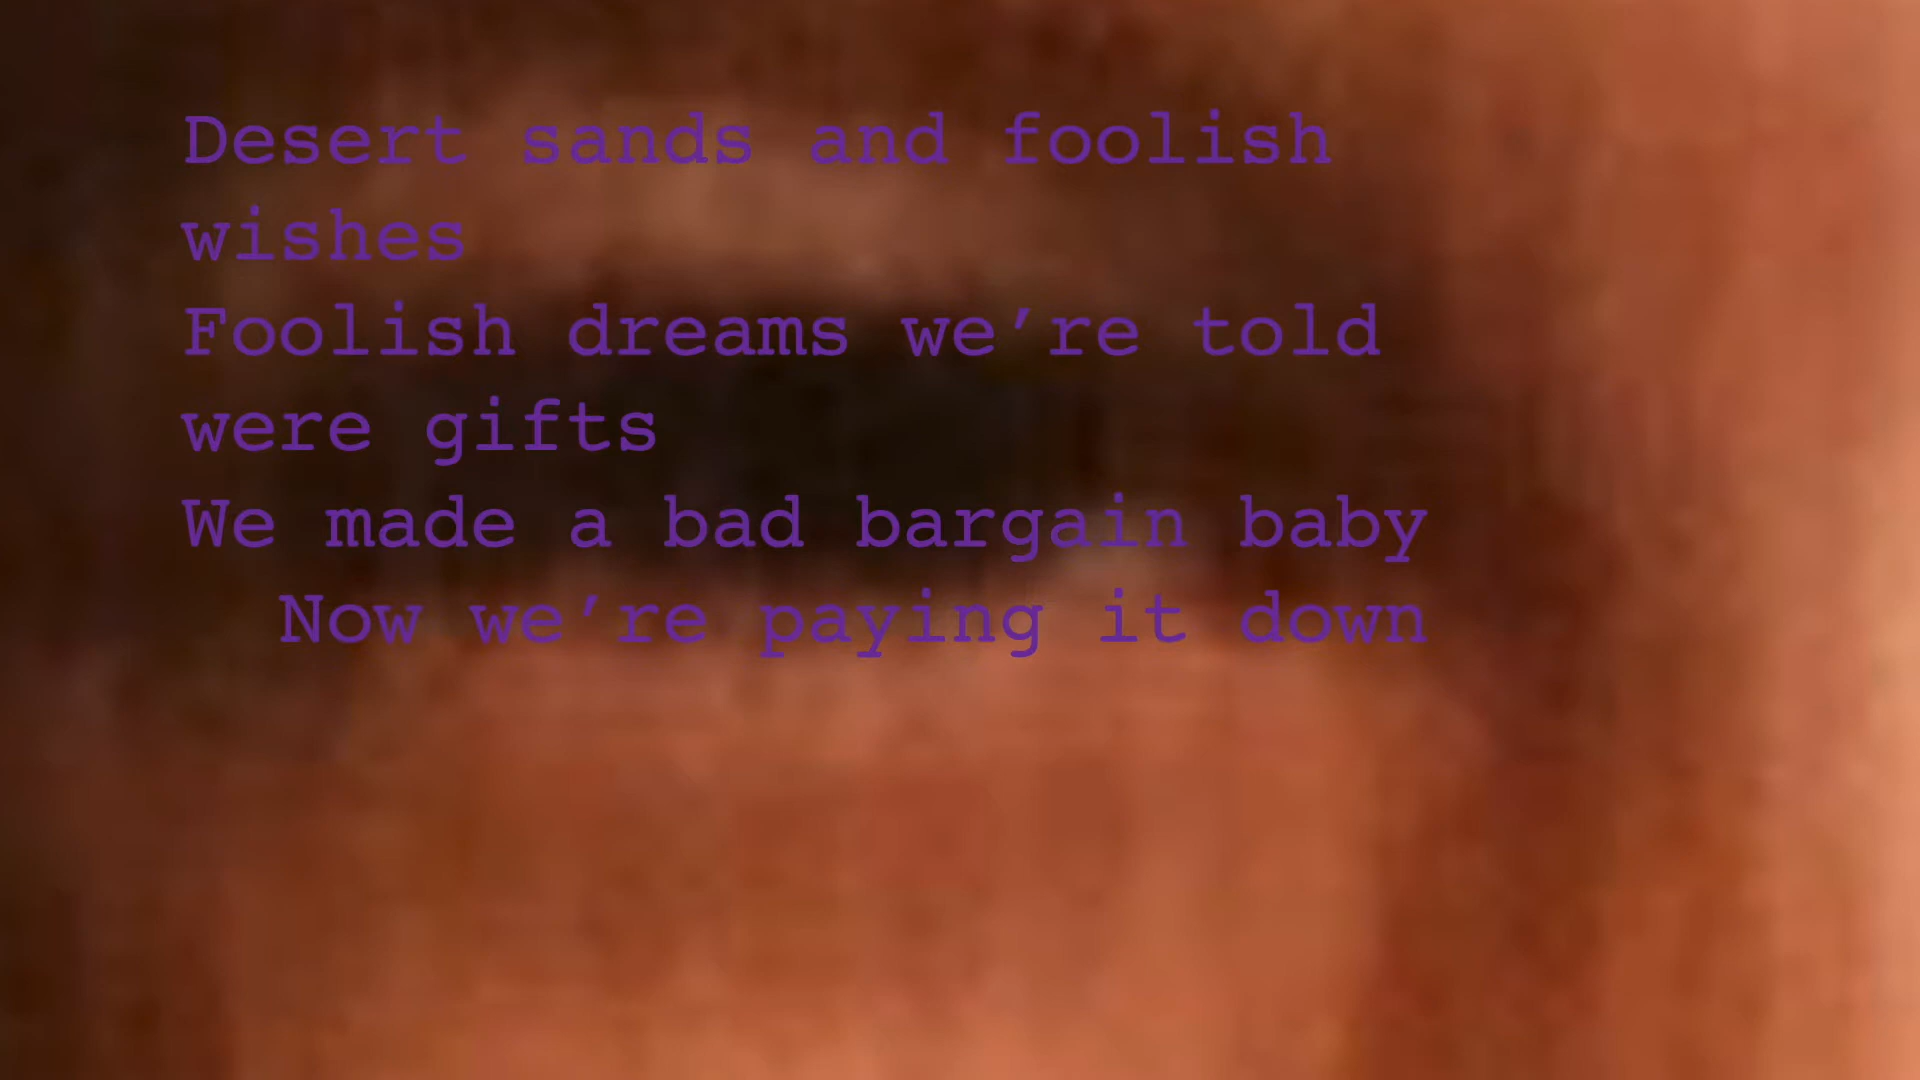 Desert sands and foolish
wishes
Foolish dreams we’re told
were gifts
We made a bad bargain baby
Now we’re paying it down